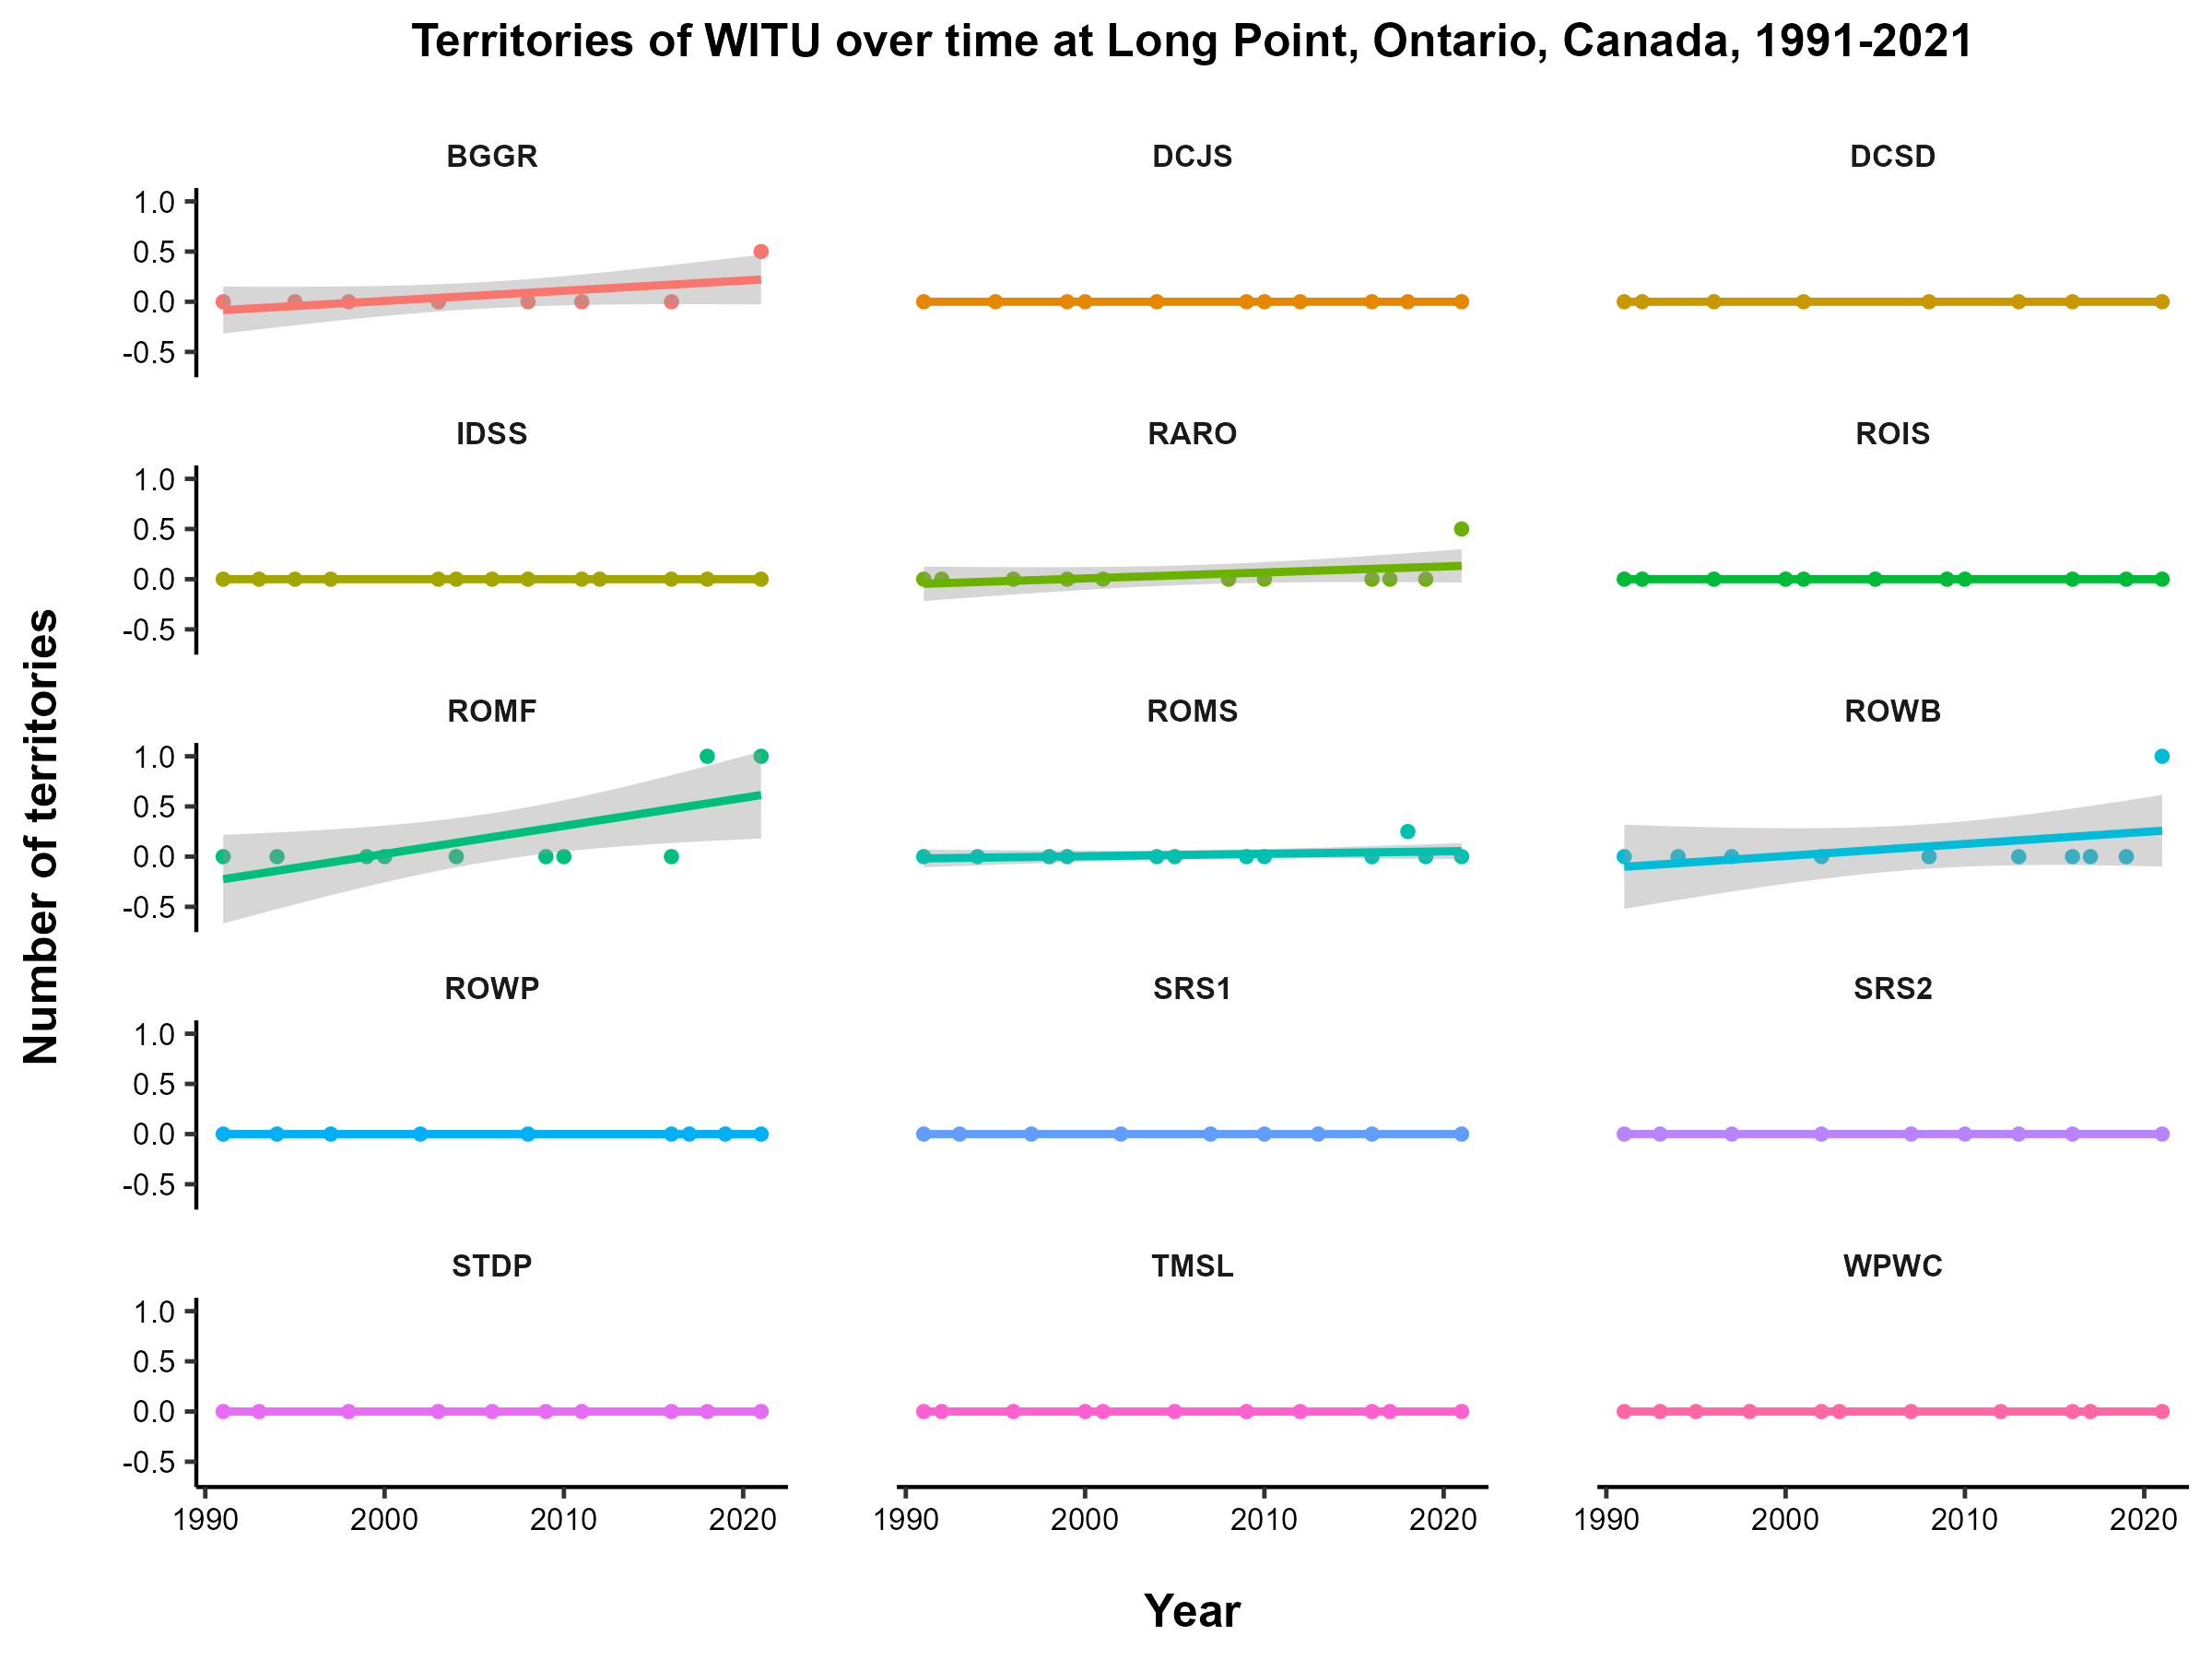 Territories of WITU over time at Long Point, Ontario, Canada, 1991-2021
BGGR DCJS DCSD
1.0
0.5
0.0
-0.5
IDSS RARO ROIS
1.0
0.5
0.0
-0.5
ROMF ROMS ROWB
1.0
0.5
0.0
-0.5
ROWP SRS1 SRS2
1.0
0.5
0.0
-0.5
STDP TMSL WPWC
1.0
0.5
0.0
-0.5
1990 2000 2010 2020 1990 2000 2010 2020 1990 2000 2010 2020
Number of territories
Year